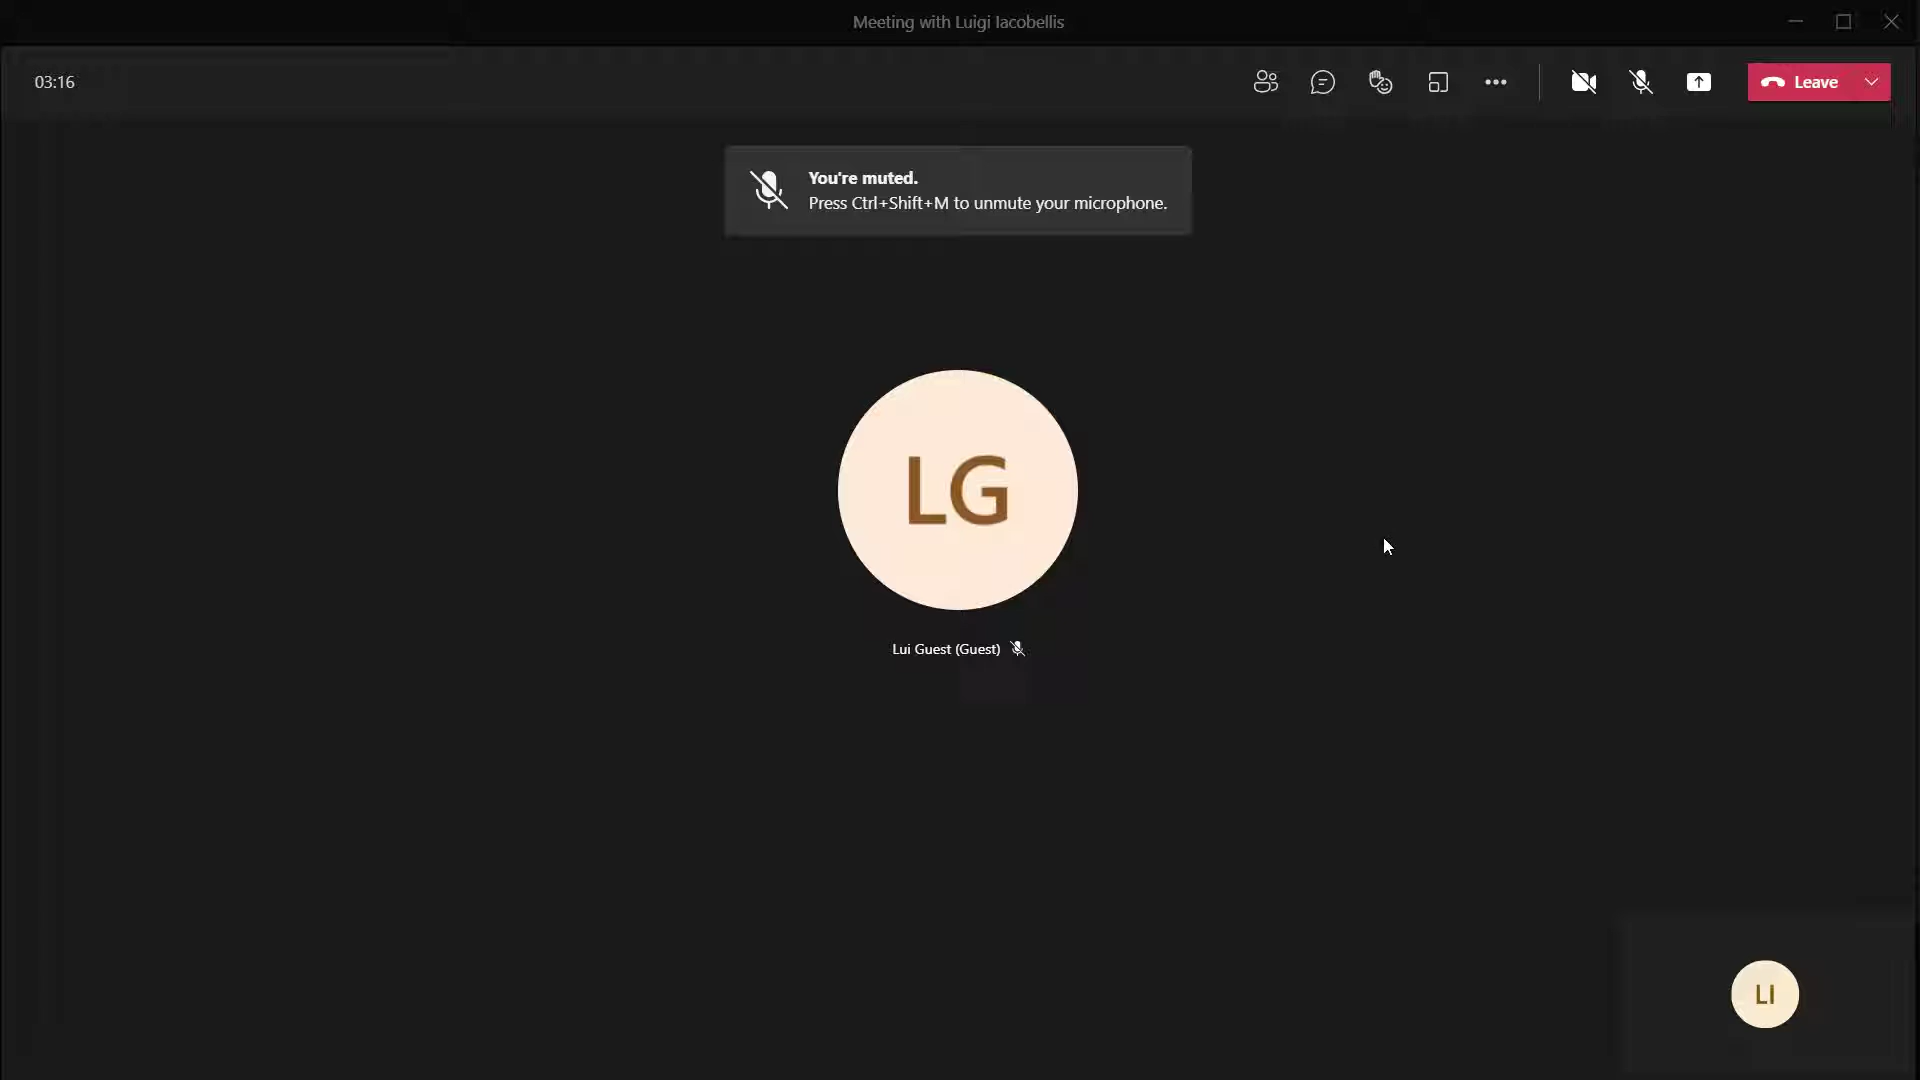 Meeting with Luigi Iacobellis
03:16
Leave
You're muted.
Press Ctrl+Shift+M to unmute your microphone.
LG
Lui Guest (Guest)
LI